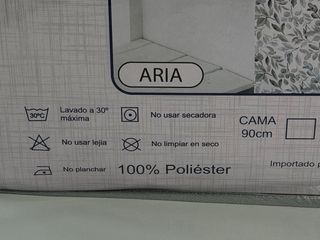 ARIA
30°C
Lavado a 30°
máxima
No usar secadora
No usar lejía
No limpiar en seco
No planchar
100% Poliéster
CAMA
90cm
Importado p